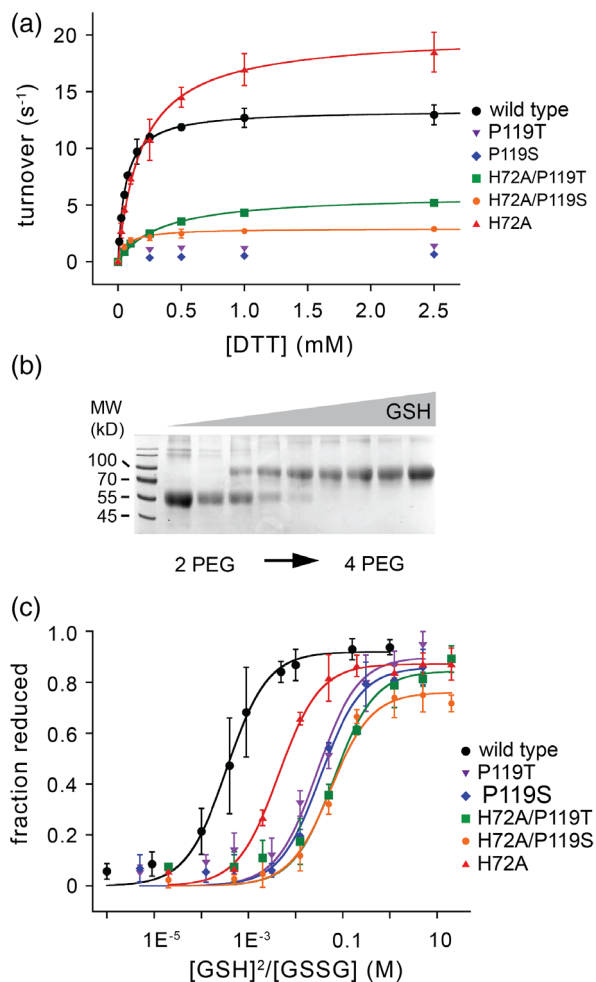 (a)
turnover (s⁻¹)
20
15
10
5
0
0 0.5 1.0 1.5 2.0 2.5
[DTT] (mM)
wild type
P119T
P119S
H72A/P119T
H72A/P119S
H72A
(b)
MW
(kD)
GSH
100
70
55
45
2 PEG 4 PEG
(c)
fraction reduced
1.0
0.8
0.6
0.4
0.2
0
1E⁻⁵ 1E⁻³ 0.1 10
[GSH]²/[GSSG] (M)
wild type
P119T
P119S
H72A/P119T
H72A/P119S
H72A